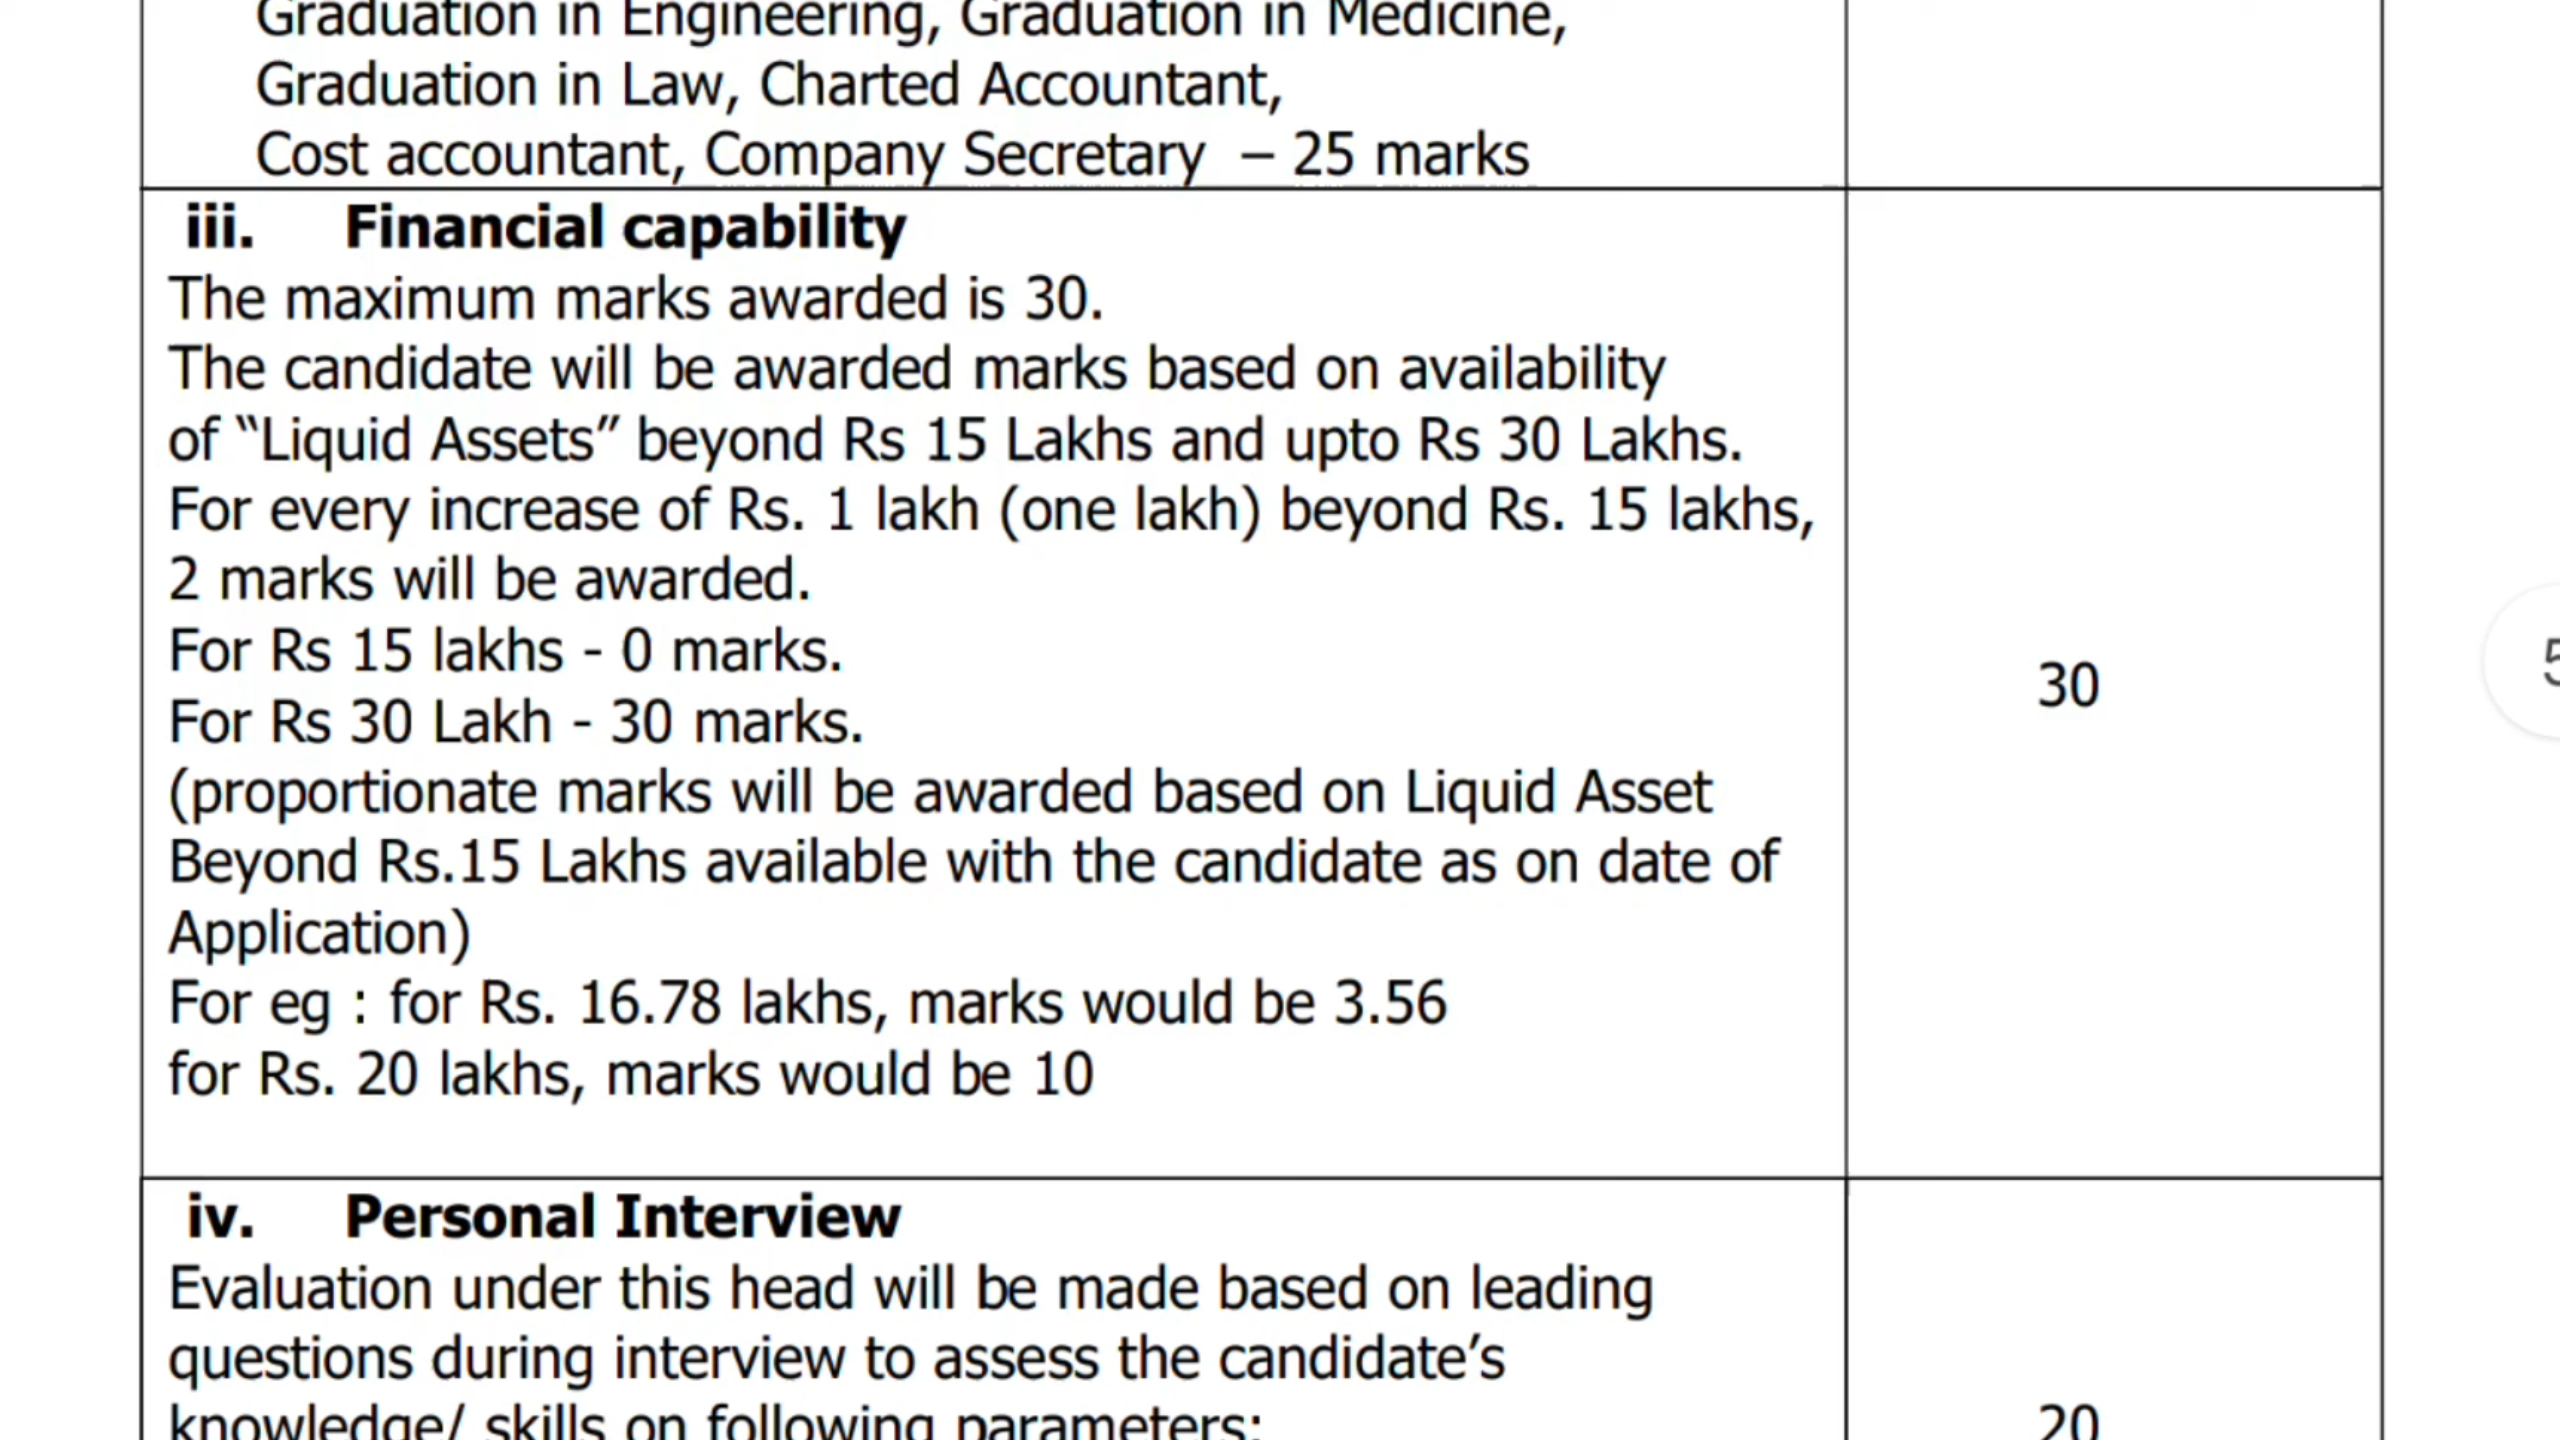 Graduation in Engineering, Graduation in Medicine,
Graduation in Law, Charted Accountant,
Cost accountant, Company Secretary – 25 marks
iii. Financial capability
The maximum marks awarded is 30.
The candidate will be awarded marks based on availability
of “Liquid Assets” beyond Rs 15 Lakhs and upto Rs 30 Lakhs.
For every increase of Rs. 1 lakh (one lakh) beyond Rs. 15 lakhs,
2 marks will be awarded.
For Rs 15 lakhs - 0 marks.
For Rs 30 Lakh - 30 marks.
(proportionate marks will be awarded based on Liquid Asset
Beyond Rs.15 Lakhs available with the candidate as on date of
Application)
For eg : for Rs. 16.78 lakhs, marks would be 3.56
for Rs. 20 lakhs, marks would be 10
30
5
iv. Personal Interview
Evaluation under this head will be made based on leading
questions during interview to assess the candidate’s
knowledge/ skills on following parameters:
20